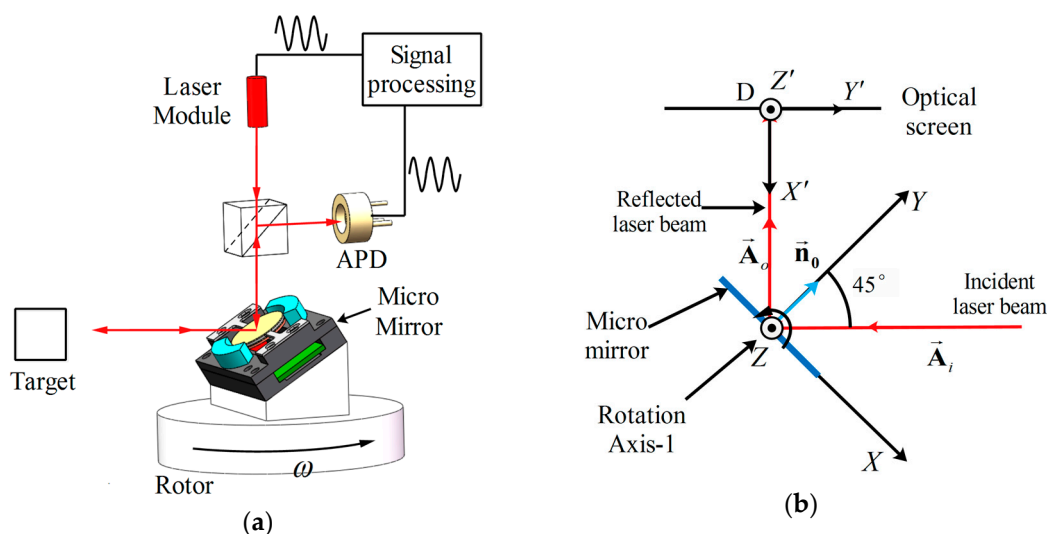 Laser
Module
Signal
processing
APD
Micro
Mirror
Target
ω
Rotor
(a)
D
Z′
Y′
Optical
screen
X′
Reflected
laser beam
Y
A⃗o
n⃗0
45°
Incident
laser beam
Micro
mirror
Z
A⃗i
Rotation
Axis-1
X
(b)